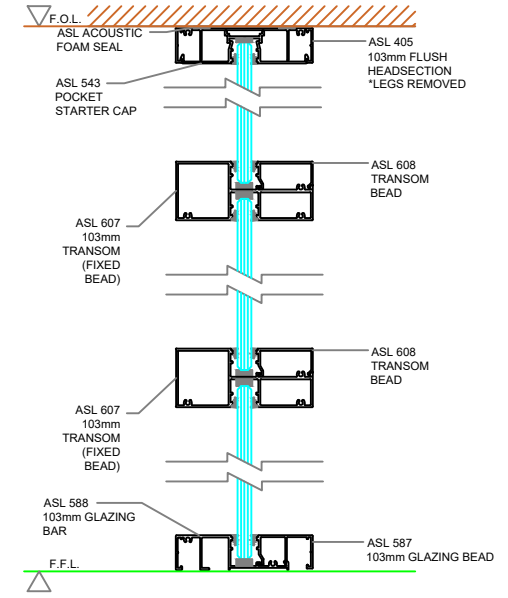 F.O.L.
ASL ACOUSTIC
FOAM SEAL
ASL 405
103mm FLUSH
HEADSECTION
*LEGS REMOVED
ASL 543
POCKET
STARTER CAP
ASL 608
TRANSOM
BEAD
ASL 607
103mm
TRANSOM
(FIXED
BEAD)
ASL 608
TRANSOM
BEAD
ASL 607
103mm
TRANSOM
(FIXED
BEAD)
ASL 588
103mm GLAZING
BAR
ASL 587
103mm GLAZING BEAD
F.F.L.